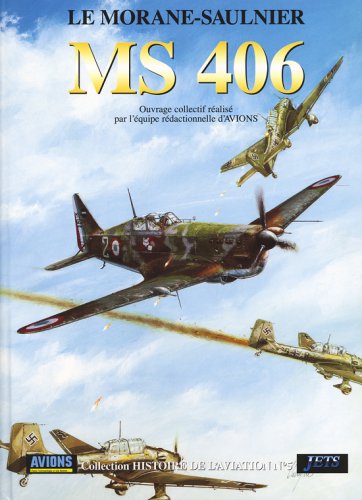 LE MORANE-SAULNIER
MS 406
Ouvrage collectif réalisé
par l'équipe rédactionnelle d'AVIONS
2
AVIONS
Collection HISTOIRE DE L'AVIATION N°5
JETS